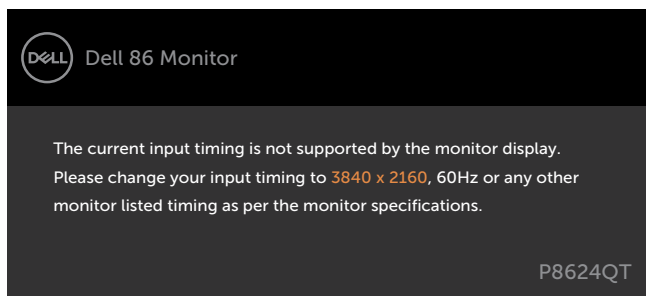 DELL
Dell 86 Monitor
The current input timing is not supported by the monitor display.
Please change your input timing to 3840 x 2160, 60Hz or any other
monitor listed timing as per the monitor specifications.
P8624QT